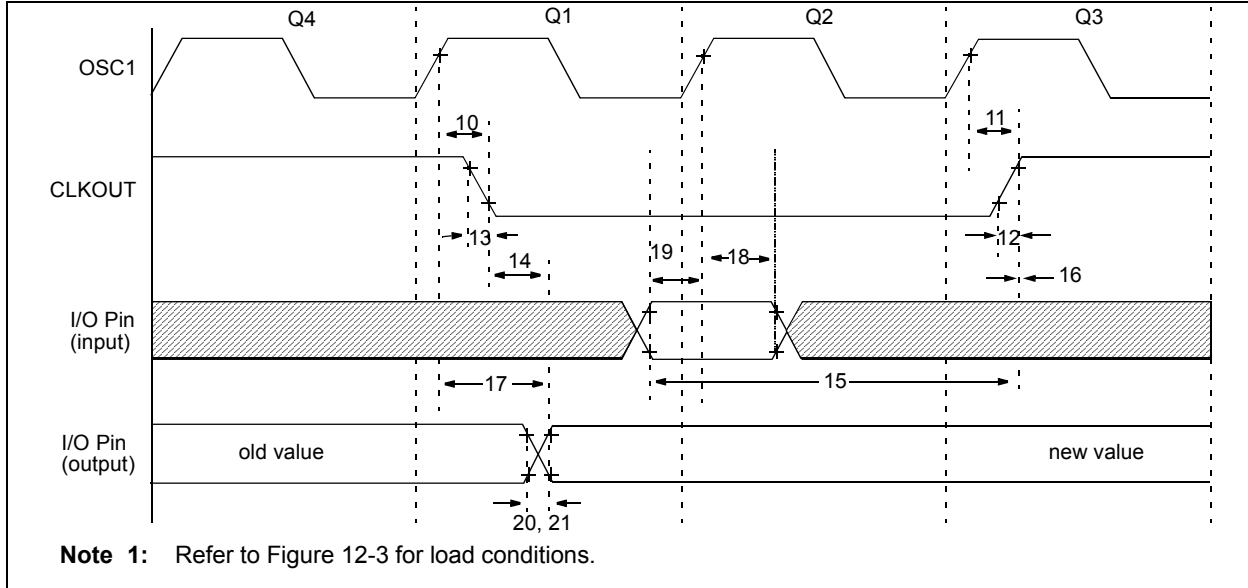 Q4 Q1 Q2 Q3
OSC1
10
11
CLKOUT
13
12
14
19
18
16
I/O Pin
(input)
17
15
I/O Pin
(output)
old value
new value
20, 21
Note 1: Refer to Figure 12-3 for load conditions.